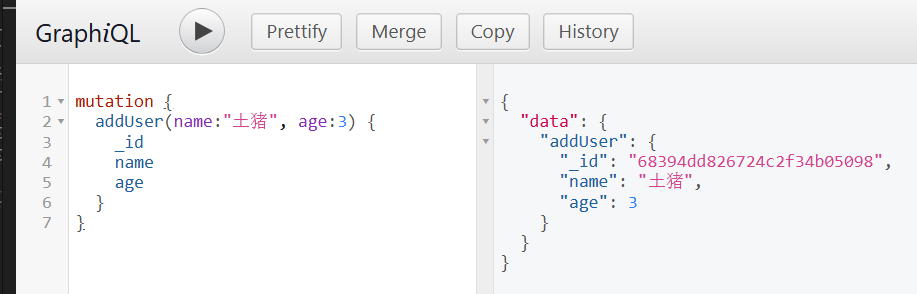 GraphiQL
Prettify
Merge
Copy
History
1 mutation {
2 addUser(name:"土猪", age:3) {
3 _id
4 name
5 age
6 }
7 }
{
"data": {
"addUser": {
"_id": "68394dd826724c2f34b05098",
"name": "土猪",
"age": 3
}
}
}